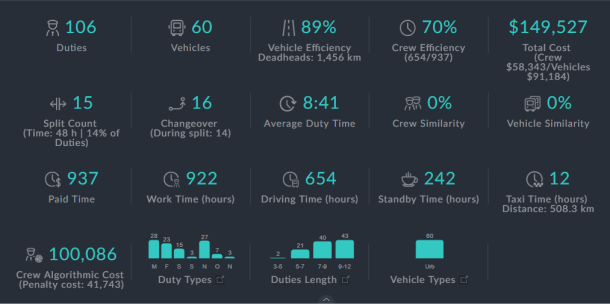 106
Duties
60
Vehicles
89%
Vehicle Efficiency
Deadheads: 1,456 km
70%
Crew Efficiency
(654/937)
$149,527
Total Cost
(Crew
$58,343/Vehicles
$91,184)
15
Split Count
(Time: 48 h | 14% of
Duties)
16
Changeover
(During split: 14)
8:41
Average Duty Time
0%
Crew Similarity
0%
Vehicle Similarity
937
Paid Time
922
Work Time (hours)
654
Driving Time (hours)
242
Standby Time (hours)
12
Taxi Time (hours)
Distance: 508.3 km
100,086
Crew Algorithmic Cost
(Penalty cost: 41,743)
28 23 15 3 27 7 3
M F S S N O N
Duty Types
2 21 40 43
3-6 5-7 7-9 9-12
Duties Length
60
Urb
Vehicle Types